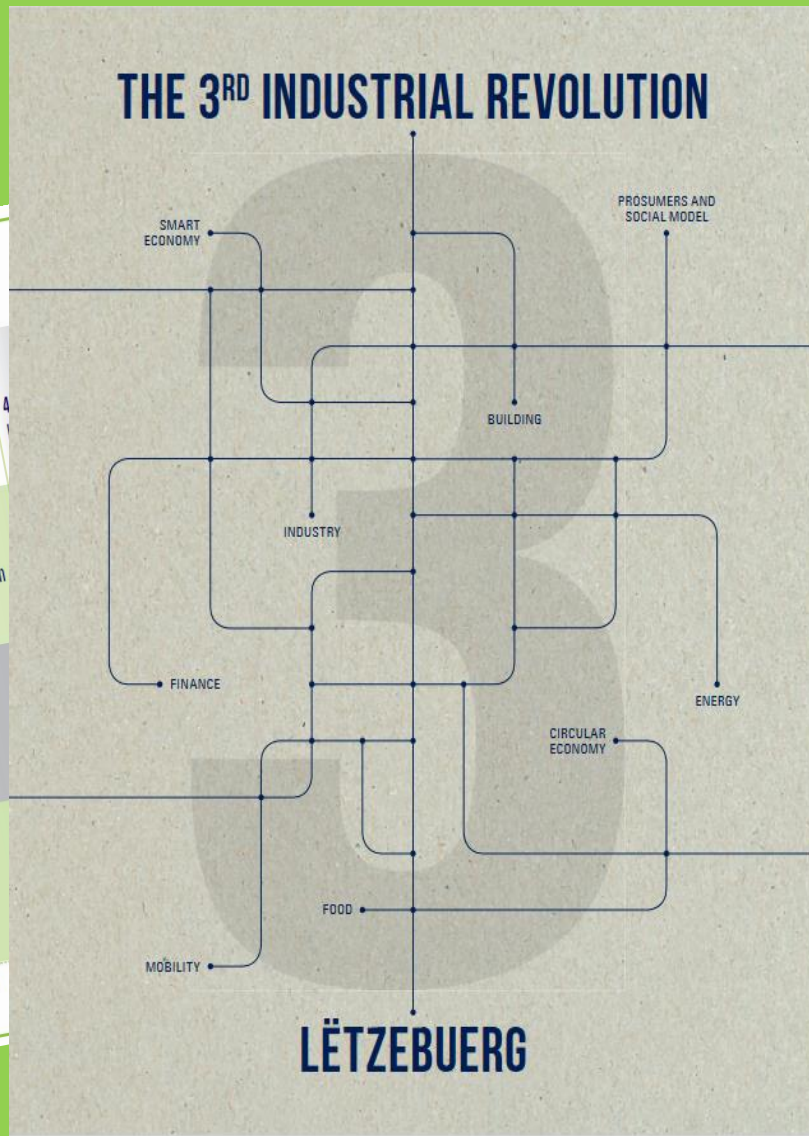 THE 3RD INDUSTRIAL REVOLUTION
PROSUMERS AND
SOCIAL MODEL
SMART
ECONOMY
BUILDING
INDUSTRY
FINANCE
ENERGY
CIRCULAR
ECONOMY
FOOD
MOBILITY
LËTZEBUERG